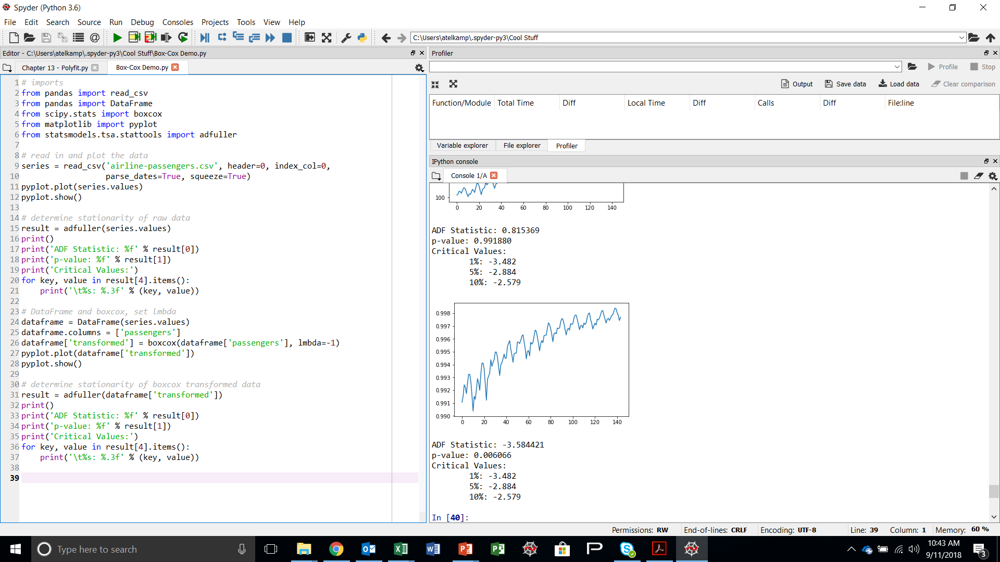 Spyder (Python 3.6)
File Edit Search Source Run Debug Consoles Projects Tools View Help
C:\Users\atelkamp\.spyder-py3\Cool Stuff
Editor - C:\Users\atelkamp\.spyder-py3\Cool Stuff\Box-Cox Demo.py
Chapter 13 - Polyfit.py Box-Cox Demo.py
1 # imports
2 from pandas import read_csv
3 from pandas import DataFrame
4 from scipy.stats import boxcox
5 from matplotlib import pyplot
6 from statsmodels.tsa.stattools import adfuller
7
8 # read in and plot the data
9 series = read_csv('airline-passengers.csv', header=0, index_col=0,
10                   parse_dates=True, squeeze=True)
11 pyplot.plot(series.values)
12 pyplot.show()
13
14 # determine stationarity of raw data
15 result = adfuller(series.values)
16 print()
17 print('ADF Statistic: %f' % result[0])
18 print('p-value: %f' % result[1])
19 print('Critical Values:')
20 for key, value in result[4].items():
21     print('\t%s: %.3f' % (key, value))
22
23 # DataFrame and boxcox, set lmbda
24 dataframe = DataFrame(series.values)
25 dataframe.columns = ['passengers']
26 dataframe['transformed'] = boxcox(dataframe['passengers'], lmbda=-1)
27 pyplot.plot(dataframe['transformed'])
28 pyplot.show()
29
30 # determine stationarity of boxcox transformed data
31 result = adfuller(dataframe['transformed'])
32 print()
33 print('ADF Statistic: %f' % result[0])
34 print('p-value: %f' % result[1])
35 print('Critical Values:')
36 for key, value in result[4].items():
37     print('\t%s: %.3f' % (key, value))
38
39
Profiler
Profile Stop
Output Save data Load data Clear comparison
Function/Module Total Time Diff Local Time Diff Calls Diff File:line
Variable explorer File explorer Profiler
IPython console
Console 1/A
100
0 20 40 60 80 100 120 140
ADF Statistic: 0.815369
p-value: 0.991880
Critical Values:
1%: -3.482
5%: -2.884
10%: -2.579
0.998
0.997
0.996
0.995
0.994
0.993
0.992
0.991
0.990
0 20 40 60 80 100 120 140
ADF Statistic: -3.584421
p-value: 0.006066
Critical Values:
1%: -3.482
5%: -2.884
10%: -2.579
In [40]:
Permissions: RW End-of-lines: CRLF Encoding: UTF-8 Line: 39 Column: 1 Memory: 60 %
Type here to search
10:43 AM
9/11/2018
3